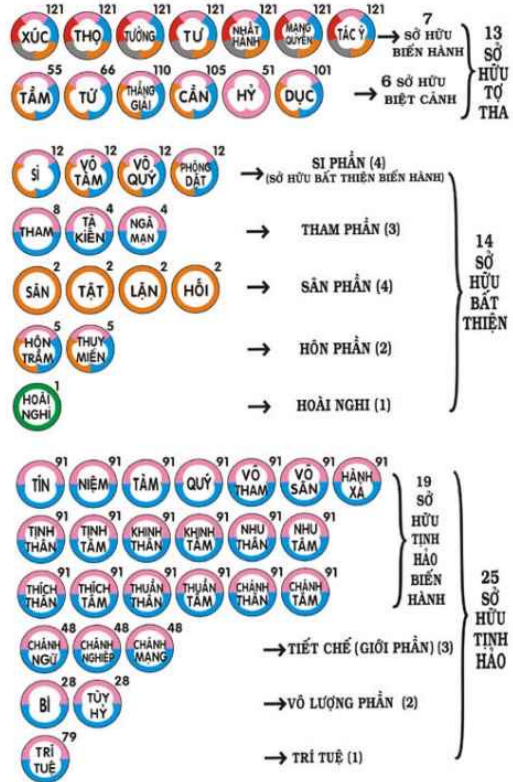 XÚC 121 THỌ 121 TƯỞNG 121 TƯ 121 NHẤT HÀNH 121 MẠNG QUYỀN 121 TÁC Ý 121 → 7 SỞ HỮU BIẾN HÀNH
TẦM 55 TỨ 66 THẮNG GIẢI 110 CẦN 105 HỶ 51 DỤC 101 → 6 SỞ HỮU BIỆT CẢNH
13 SỞ HỮU TỢ THA
SI 12 VÔ TÀM 12 VÔ QUÝ 12 PHÓNG DẬT 12 → SI PHẦN (4)
(SỞ HỮU BẤT THIỆN BIẾN HÀNH)
THAM 8 TÀ KIẾN 4 NGÃ MẠN 4 → THAM PHẦN (3)
SÂN 2 TẬT 2 LẬN 2 HỐI 2 → SÂN PHẦN (4)
HÔN TRẦM 5 THUỴ MIÊN 5 → HÔN PHẦN (2)
HOÀI NGHI 1 → HOÀI NGHI (1)
14 SỞ HỮU BẤT THIỆN
TÍN 91 NIỆM 91 TÀM 91 QUÝ 91 VÔ THAM 91 VÔ SÂN 91 HÀNH XẢ 91
TỊNH THÂN 91 TỊNH TÂM 91 KHINH THÂN 91 KHINH TÂM 91 NHU THÂN 91 NHU TÂM 91
THÍCH THÂN 91 THÍCH TÂM 91 THUẦN THÂN 91 THUẦN TÂM 91 CHÁNH THÂN 91 CHÁNH TÂM 91
19 SỞ HỮU TỊNH HẢO BIẾN HÀNH
CHÁNH NGỮ 48 CHÁNH NGHIỆP 48 CHÁNH MẠNG 48 → TIẾT CHẾ (GIỚI PHẦN) (3)
BI 28 TÙY HỶ 28 → VÔ LƯỢNG PHẦN (2)
TRÍ TUỆ 79 → TRÍ TUỆ (1)
25 SỞ HỮU TỊNH HẢO